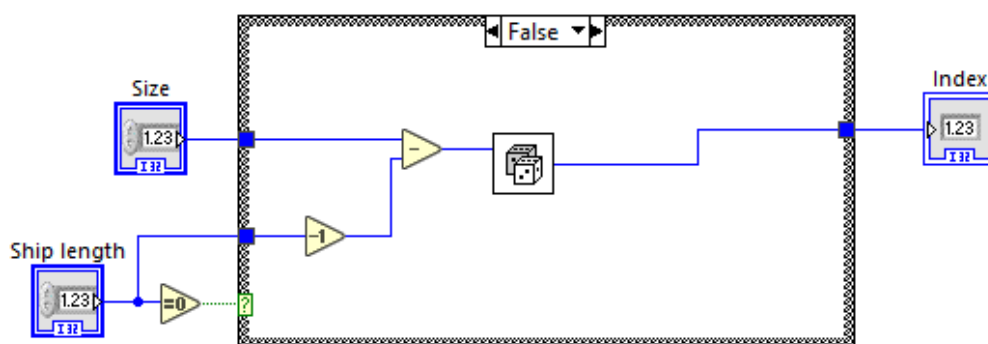 False
Size
1.23
I32
Index
1.23
I32
-
-1
Ship length
1.23
I32
=0
?